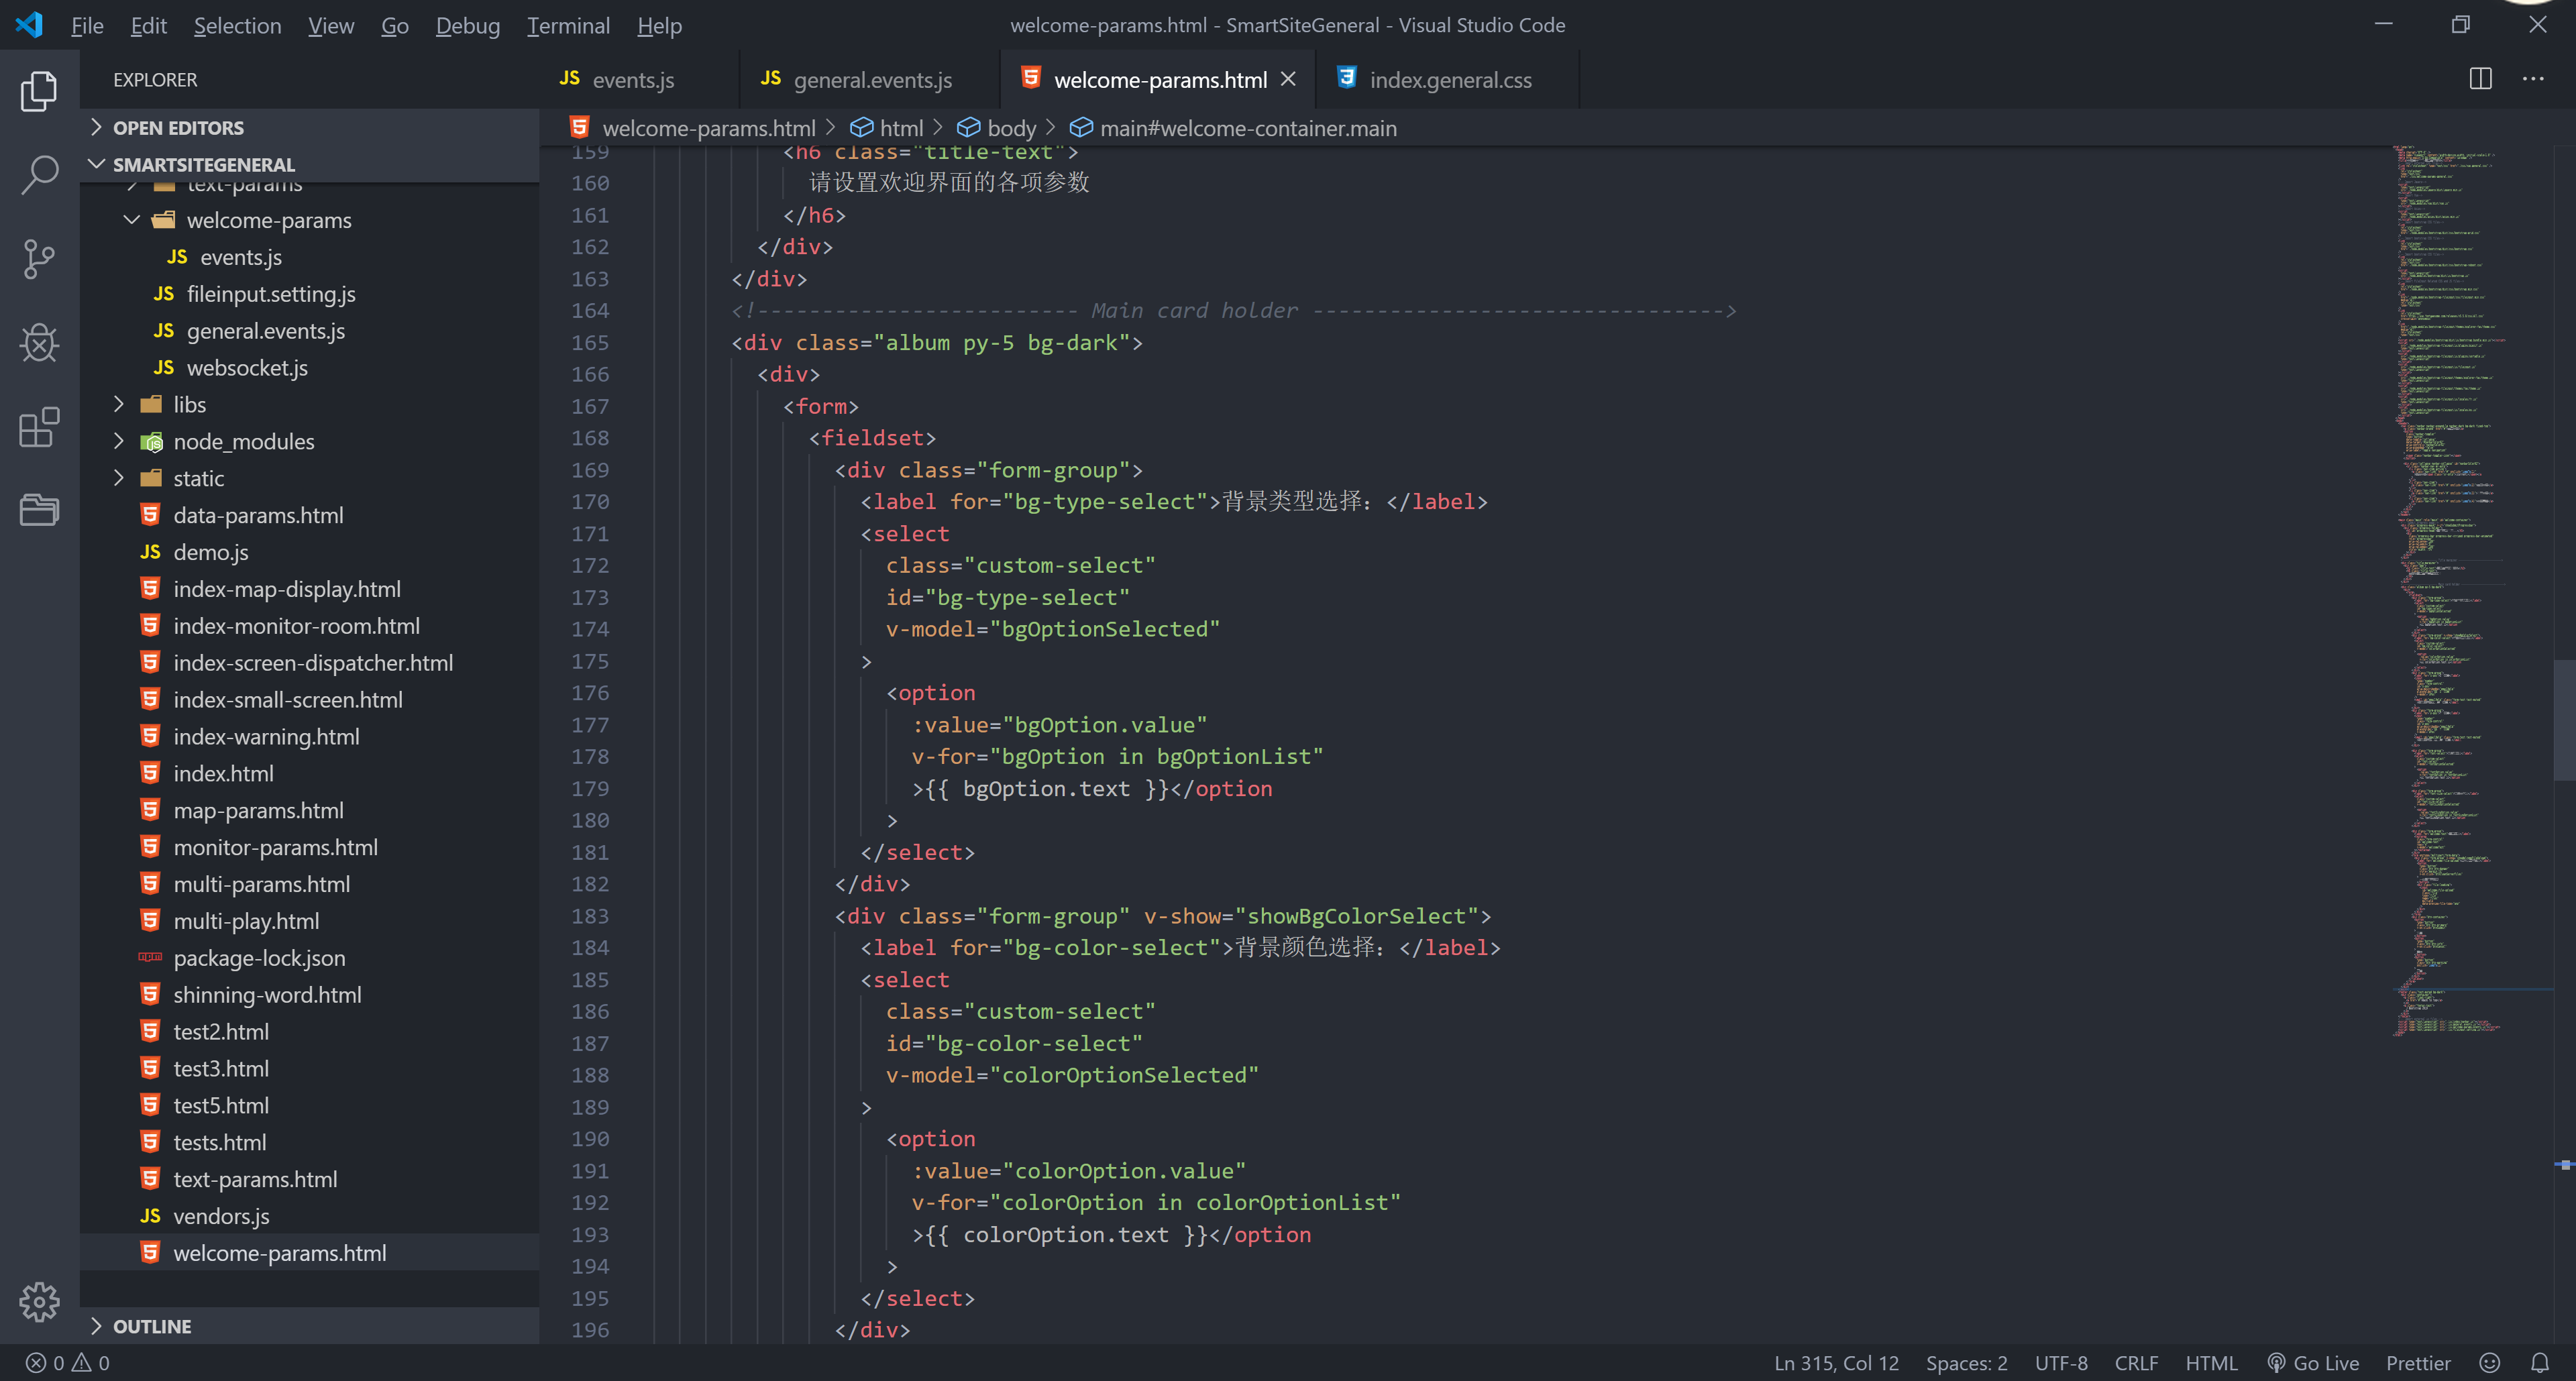 File Edit Selection View Go Debug Terminal Help
welcome-params.html - SmartSiteGeneral - Visual Studio Code
EXPLORER
OPEN EDITORS
SMARTSITEGENERAL
text-params
welcome-params
JS events.js
JS fileinput.setting.js
JS general.events.js
JS websocket.js
libs
node_modules
static
data-params.html
JS demo.js
index-map-display.html
index-monitor-room.html
index-screen-dispatcher.html
index-small-screen.html
index-warning.html
index.html
map-params.html
monitor-params.html
multi-params.html
multi-play.html
package-lock.json
shinning-word.html
test2.html
test3.html
test5.html
tests.html
text-params.html
JS vendors.js
welcome-params.html
OUTLINE
JS events.js
JS general.events.js
welcome-params.html
index.general.css
welcome-params.html > html > body > main#welcome-container.main
159 <h6 class="title-text">
160 请设置欢迎界面的各项参数
161 </h6>
162 </div>
163 </div>
164 <!------------------------- Main card holder -------------------------------->
165 <div class="album py-5 bg-dark">
166 <div>
167 <form>
168 <fieldset>
169 <div class="form-group">
170 <label for="bg-type-select">背景类型选择：</label>
171 <select
172 class="custom-select"
173 id="bg-type-select"
174 v-model="bgOptionSelected"
175 >
176 <option
177 :value="bgOption.value"
178 v-for="bgOption in bgOptionList"
179 >{{ bgOption.text }}</option
180 >
181 </select>
182 </div>
183 <div class="form-group" v-show="showBgColorSelect">
184 <label for="bg-color-select">背景颜色选择：</label>
185 <select
186 class="custom-select"
187 id="bg-color-select"
188 v-model="colorOptionSelected"
189 >
190 <option
191 :value="colorOption.value"
192 v-for="colorOption in colorOptionList"
193 >{{ colorOption.text }}</option
194 >
195 </select>
196 </div>
0 0
Ln 315, Col 12 Spaces: 2 UTF-8 CRLF HTML Go Live Prettier